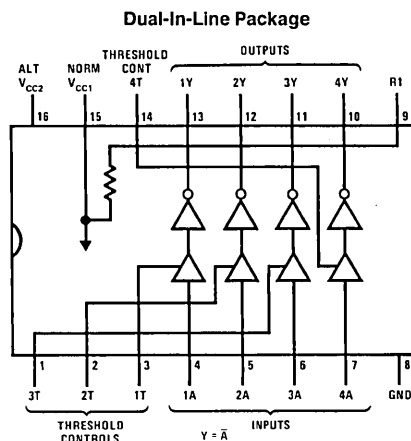 Dual-In-Line Package
OUTPUTS
ALT
VCC2
NORM
VCC1
THRESHOLD
CONT
4T
1Y
2Y
3Y
4Y
R1
16
15
14
13
12
11
10
9
1
2
3
4
5
6
7
8
3T
2T
1T
1A
2A
3A
4A
GND
THRESHOLD
CONTROLS
INPUTS
Y = A̅